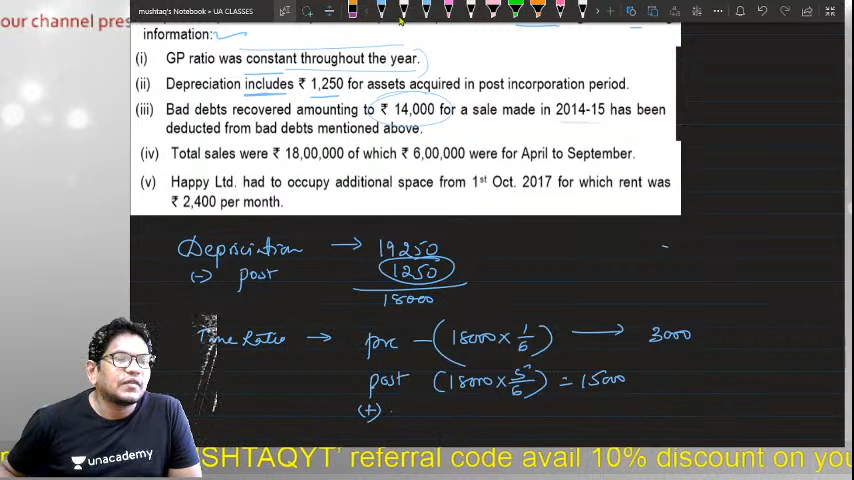 mushtaq's Notebook » UA CLASSES
our channel pres
information:
(i) GP ratio was constant throughout the year.
(ii) Depreciation includes ₹ 1,250 for assets acquired in post incorporation period.
(iii) Bad debts recovered amounting to ₹ 14,000 for a sale made in 2014-15 has been
deducted from bad debts mentioned above.
(iv) Total sales were ₹ 18,00,000 of which ₹ 6,00,000 were for April to September.
(v) Happy Ltd. had to occupy additional space from 1st Oct. 2017 for which rent was
₹ 2,400 per month.
Depreciation → 19250
(-) post 1250
18000
Time Ratio → pre - (18000 × 1/6) → 3000
post (18000 × 5/6) = 15000
(+)
unacademy
SHTAQYT' referral code avail 10% discount on you